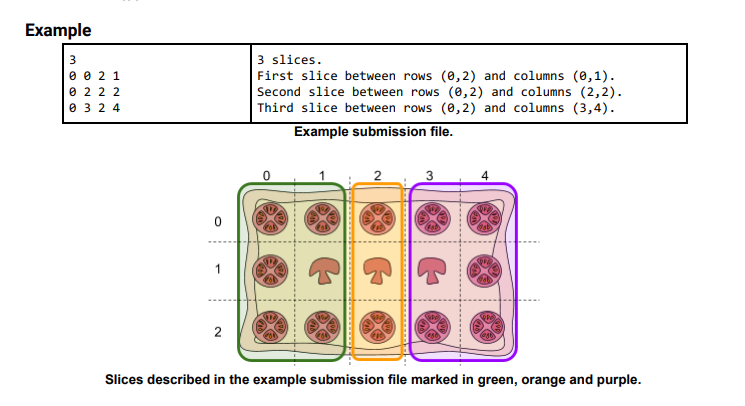 Example
3
0 0 2 1
0 2 2 2
0 3 2 4
3 slices.
First slice between rows (0,2) and columns (0,1).
Second slice between rows (0,2) and columns (2,2).
Third slice between rows (0,2) and columns (3,4).
Example submission file.
0 1 2 3 4
0
1
2
Slices described in the example submission file marked in green, orange and purple.